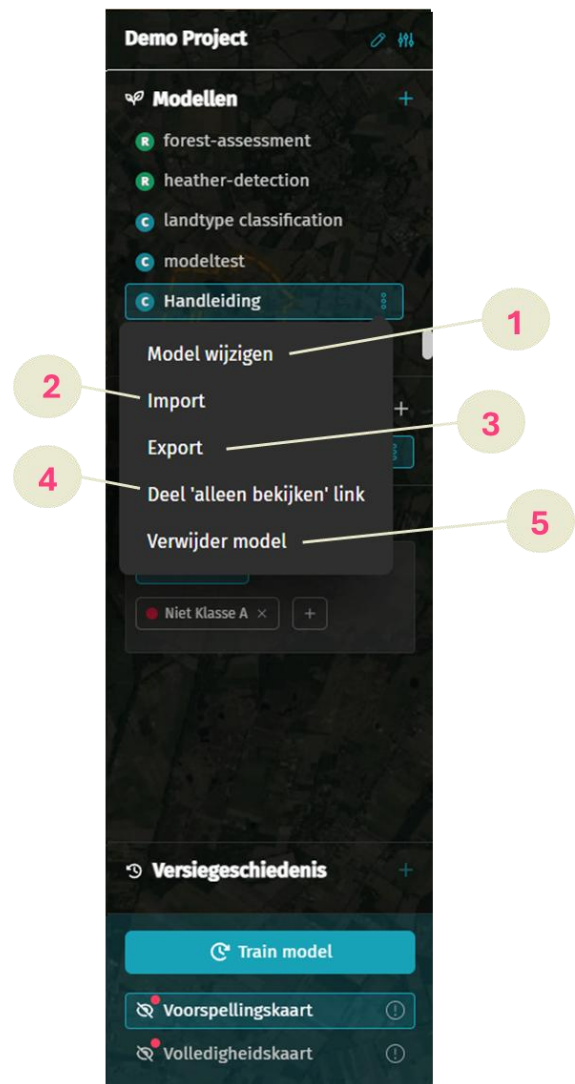 Demo Project
Modellen
R forest-assessment
R heather-detection
C landtype classification
C modeltest
C Handleiding
1
Model wijzigen
2
Import
3
Export
4
Deel 'alleen bekijken' link
5
Verwijder model
Niet Klasse A ×
Versiegeschiedenis
Train model
Voorspellingskaart
Volledigheidskaart